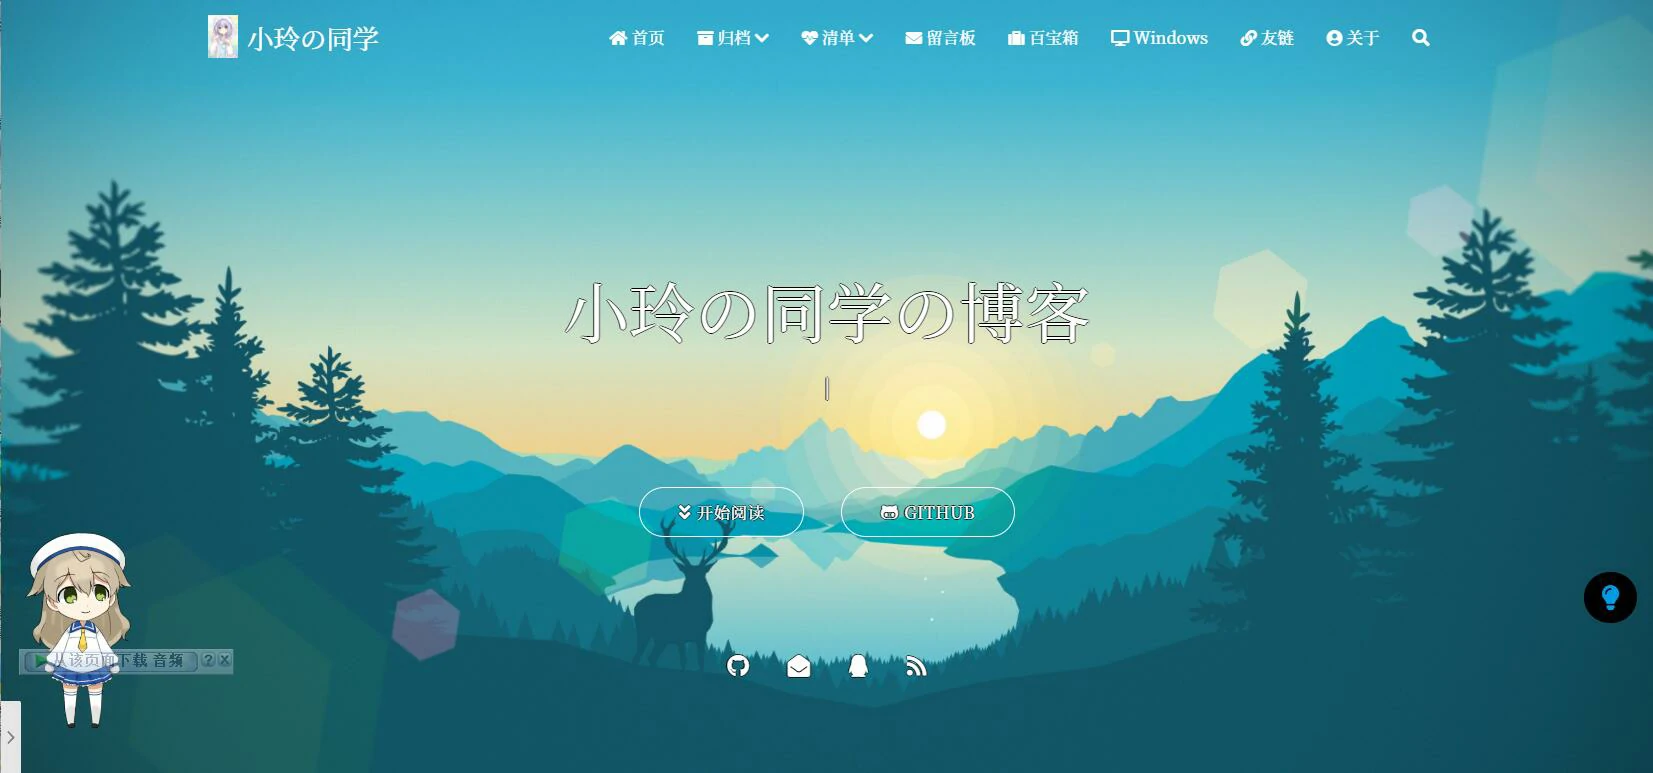 小玲の同学
首页 归档 清单 留言板 百宝箱 Windows 友链 关于
小玲の同学の博客
开始阅读 GITHUB
从该页面下载 音频 ? X